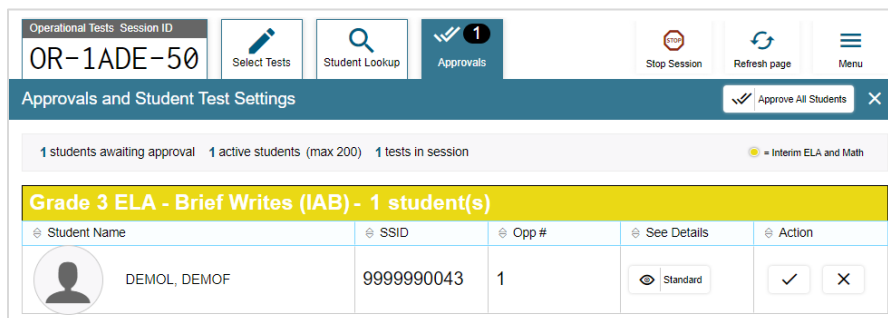 Operational Tests Session ID
OR-1ADE-50
Select Tests
Student Lookup
1
Approvals
STOP
Stop Session
Refresh page
Menu
Approvals and Student Test Settings
Approve All Students
1 students awaiting approval 1 active students (max 200) 1 tests in session
= Interim ELA and Math
Grade 3 ELA - Brief Writes (IAB) - 1 student(s)
Student Name SSID Opp # See Details Action
DEMOL, DEMOF 9999990043 1 Standard